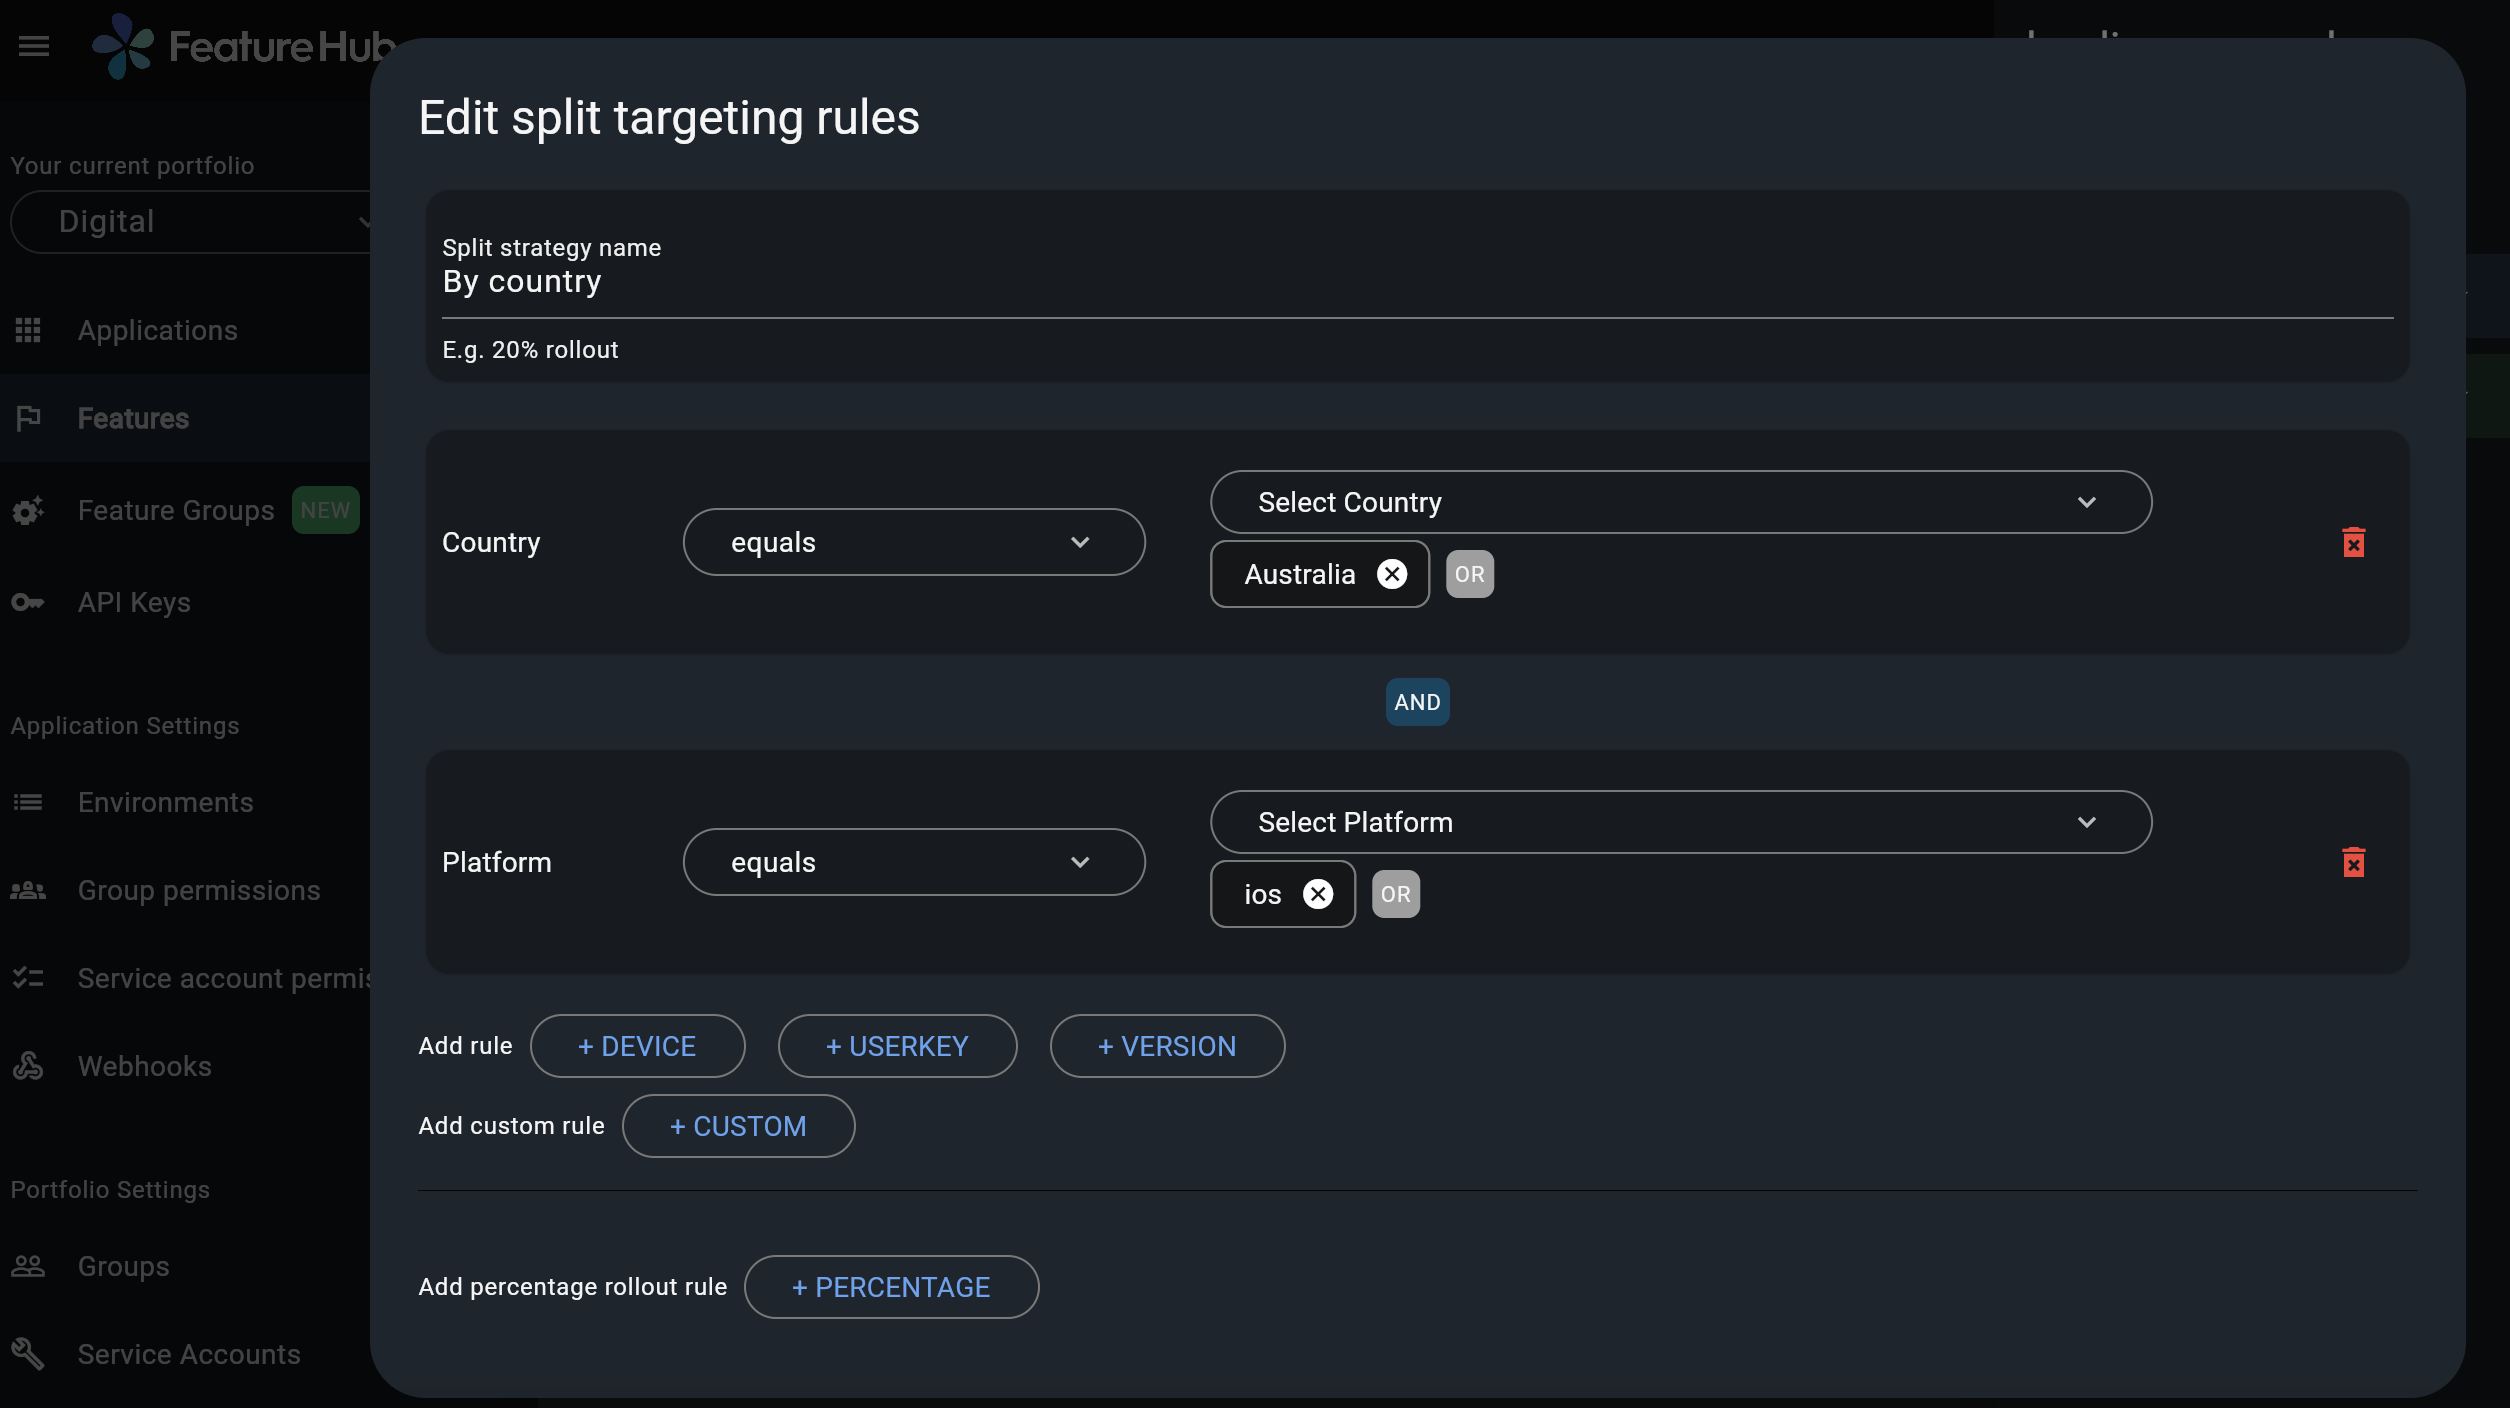 FeatureHub
Your current portfolio
Digital
Applications
Features
Feature Groups NEW
API Keys
Application Settings
Environments
Group permissions
Service account permis
Webhooks
Portfolio Settings
Groups
Service Accounts
Edit split targeting rules
Split strategy name
By country
E.g. 20% rollout
Country
equals
Select Country
Australia
OR
AND
Platform
equals
Select Platform
ios
OR
Add rule
+ DEVICE
+ USERKEY
+ VERSION
Add custom rule
+ CUSTOM
Add percentage rollout rule
+ PERCENTAGE